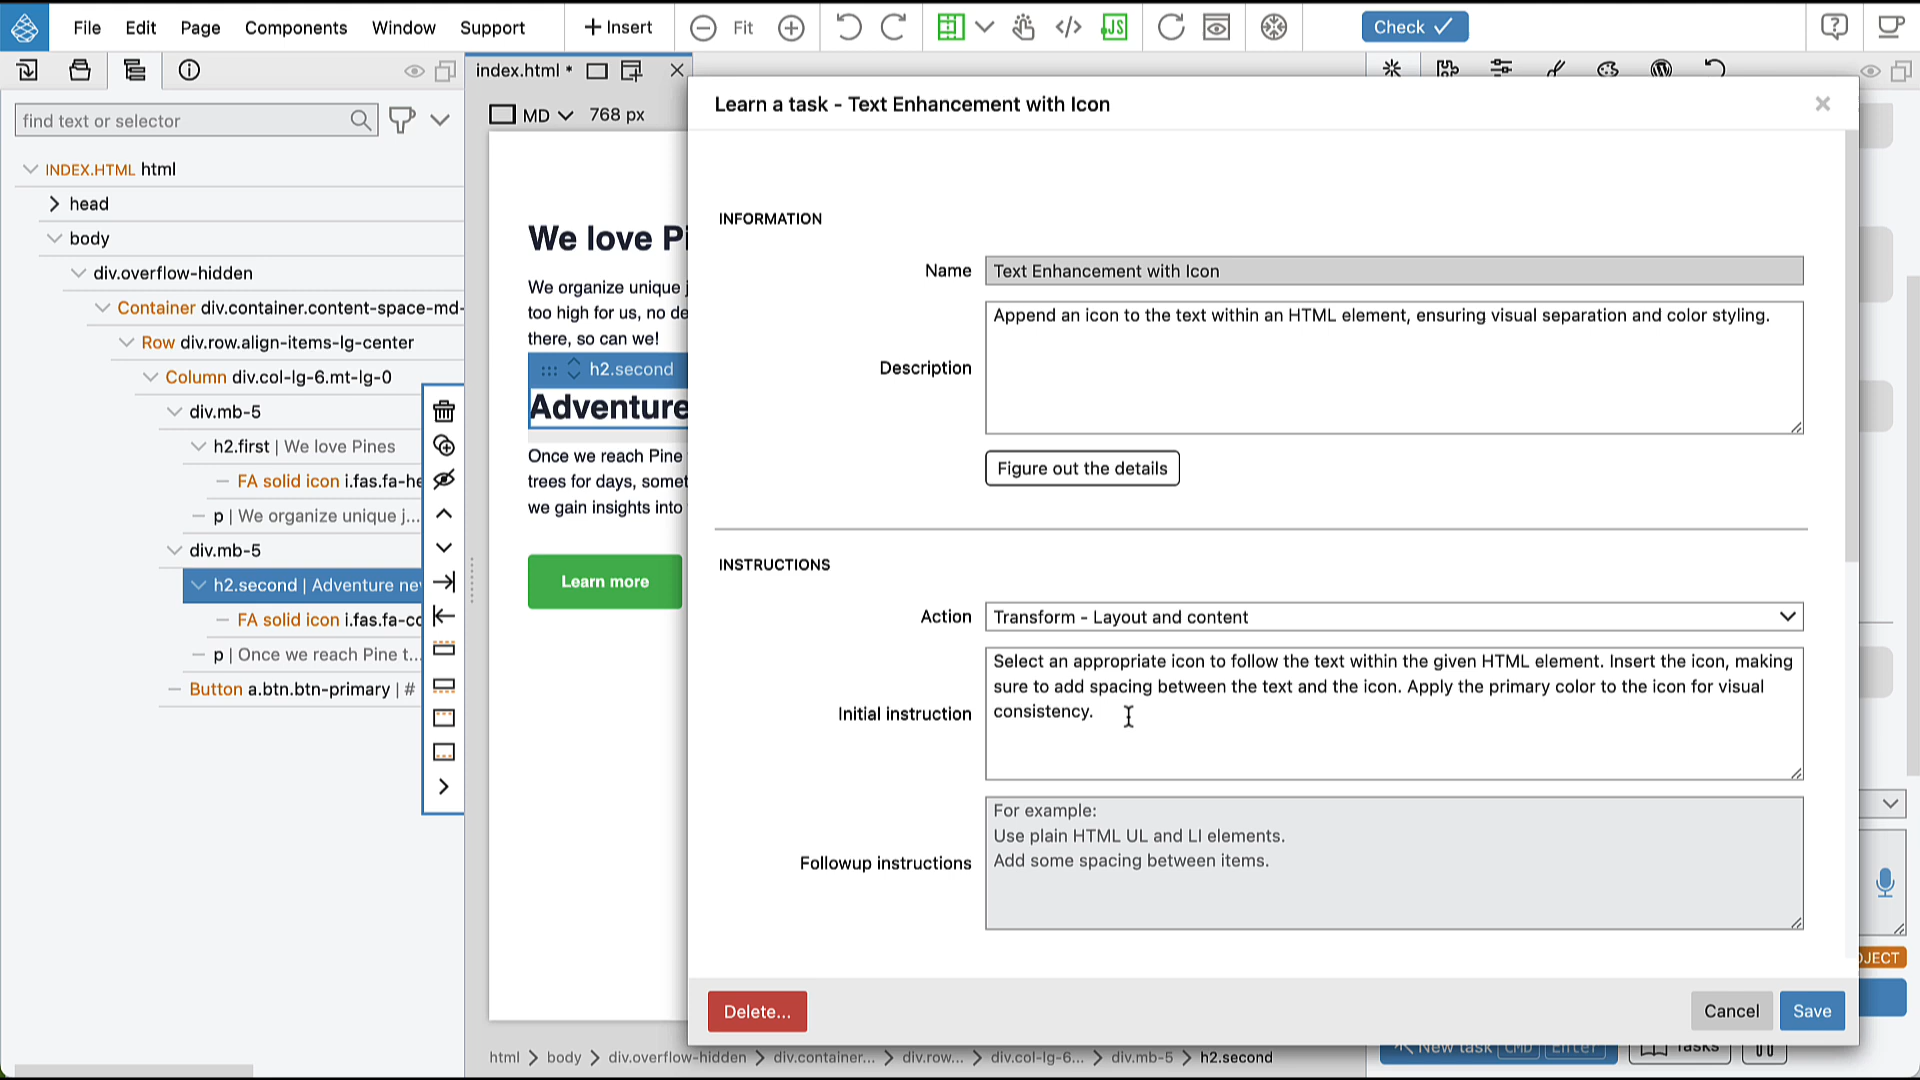 File Edit Page Components Window Support
+ Insert
Fit
JS
Check ✓
index.html *
find text or selector
MD
768 px
INDEX.HTML html
head
body
div.overflow-hidden
Container div.container.content-space-md-
Row div.row.align-items-lg-center
Column div.col-lg-6.mt-lg-0
div.mb-5
h2.first | We love Pines
FA solid icon i.fas.fa-he
p | We organize unique j...
div.mb-5
h2.second | Adventure ne
FA solid icon i.fas.fa-co
p | Once we reach Pine t...
Button a.btn.btn-primary | #
We love Pi
We organize unique j
too high for us, no de
there, so can we!
h2.second
Adventure
Once we reach Pine
trees for days, somet
we gain insights into
Learn more
Learn a task - Text Enhancement with Icon
INFORMATION
Name
Text Enhancement with Icon
Description
Append an icon to the text within an HTML element, ensuring visual separation and color styling.
Figure out the details
INSTRUCTIONS
Action
Transform - Layout and content
Initial instruction
Select an appropriate icon to follow the text within the given HTML element. Insert the icon, making
sure to add spacing between the text and the icon. Apply the primary color to the icon for visual
consistency.
Followup instructions
For example:
Use plain HTML UL and LI elements.
Add some spacing between items.
Delete...
Cancel
Save
JECT
New task CMD Enter
Tasks
html > body > div.overflow-hidden > div.container... > div.row... > div.col-lg-6... > div.mb-5 > h2.second